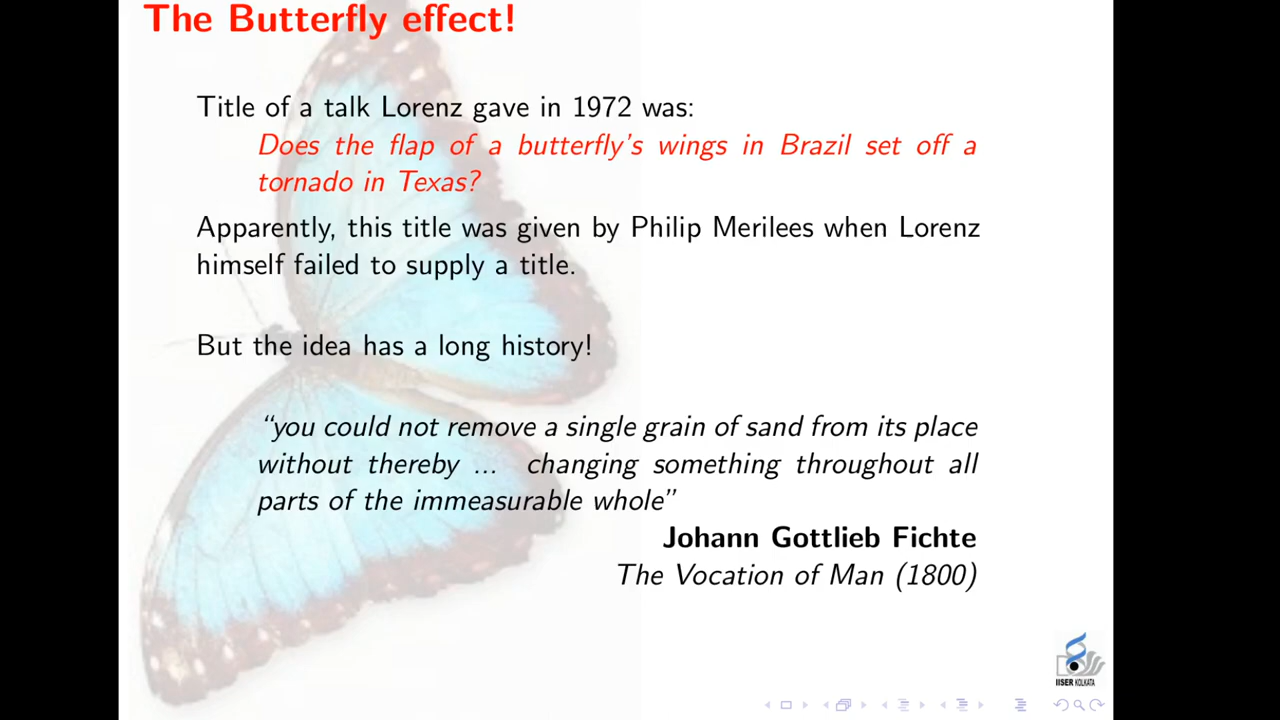 The Butterfly effect!
Title of a talk Lorenz gave in 1972 was:
Does the flap of a butterfly's wings in Brazil set off a
tornado in Texas?
Apparently, this title was given by Philip Merilees when Lorenz
himself failed to supply a title.
But the idea has a long history!
“you could not remove a single grain of sand from its place
without thereby ... changing something throughout all
parts of the immeasurable whole”
Johann Gottlieb Fichte
The Vocation of Man (1800)
IISER KOLKATA